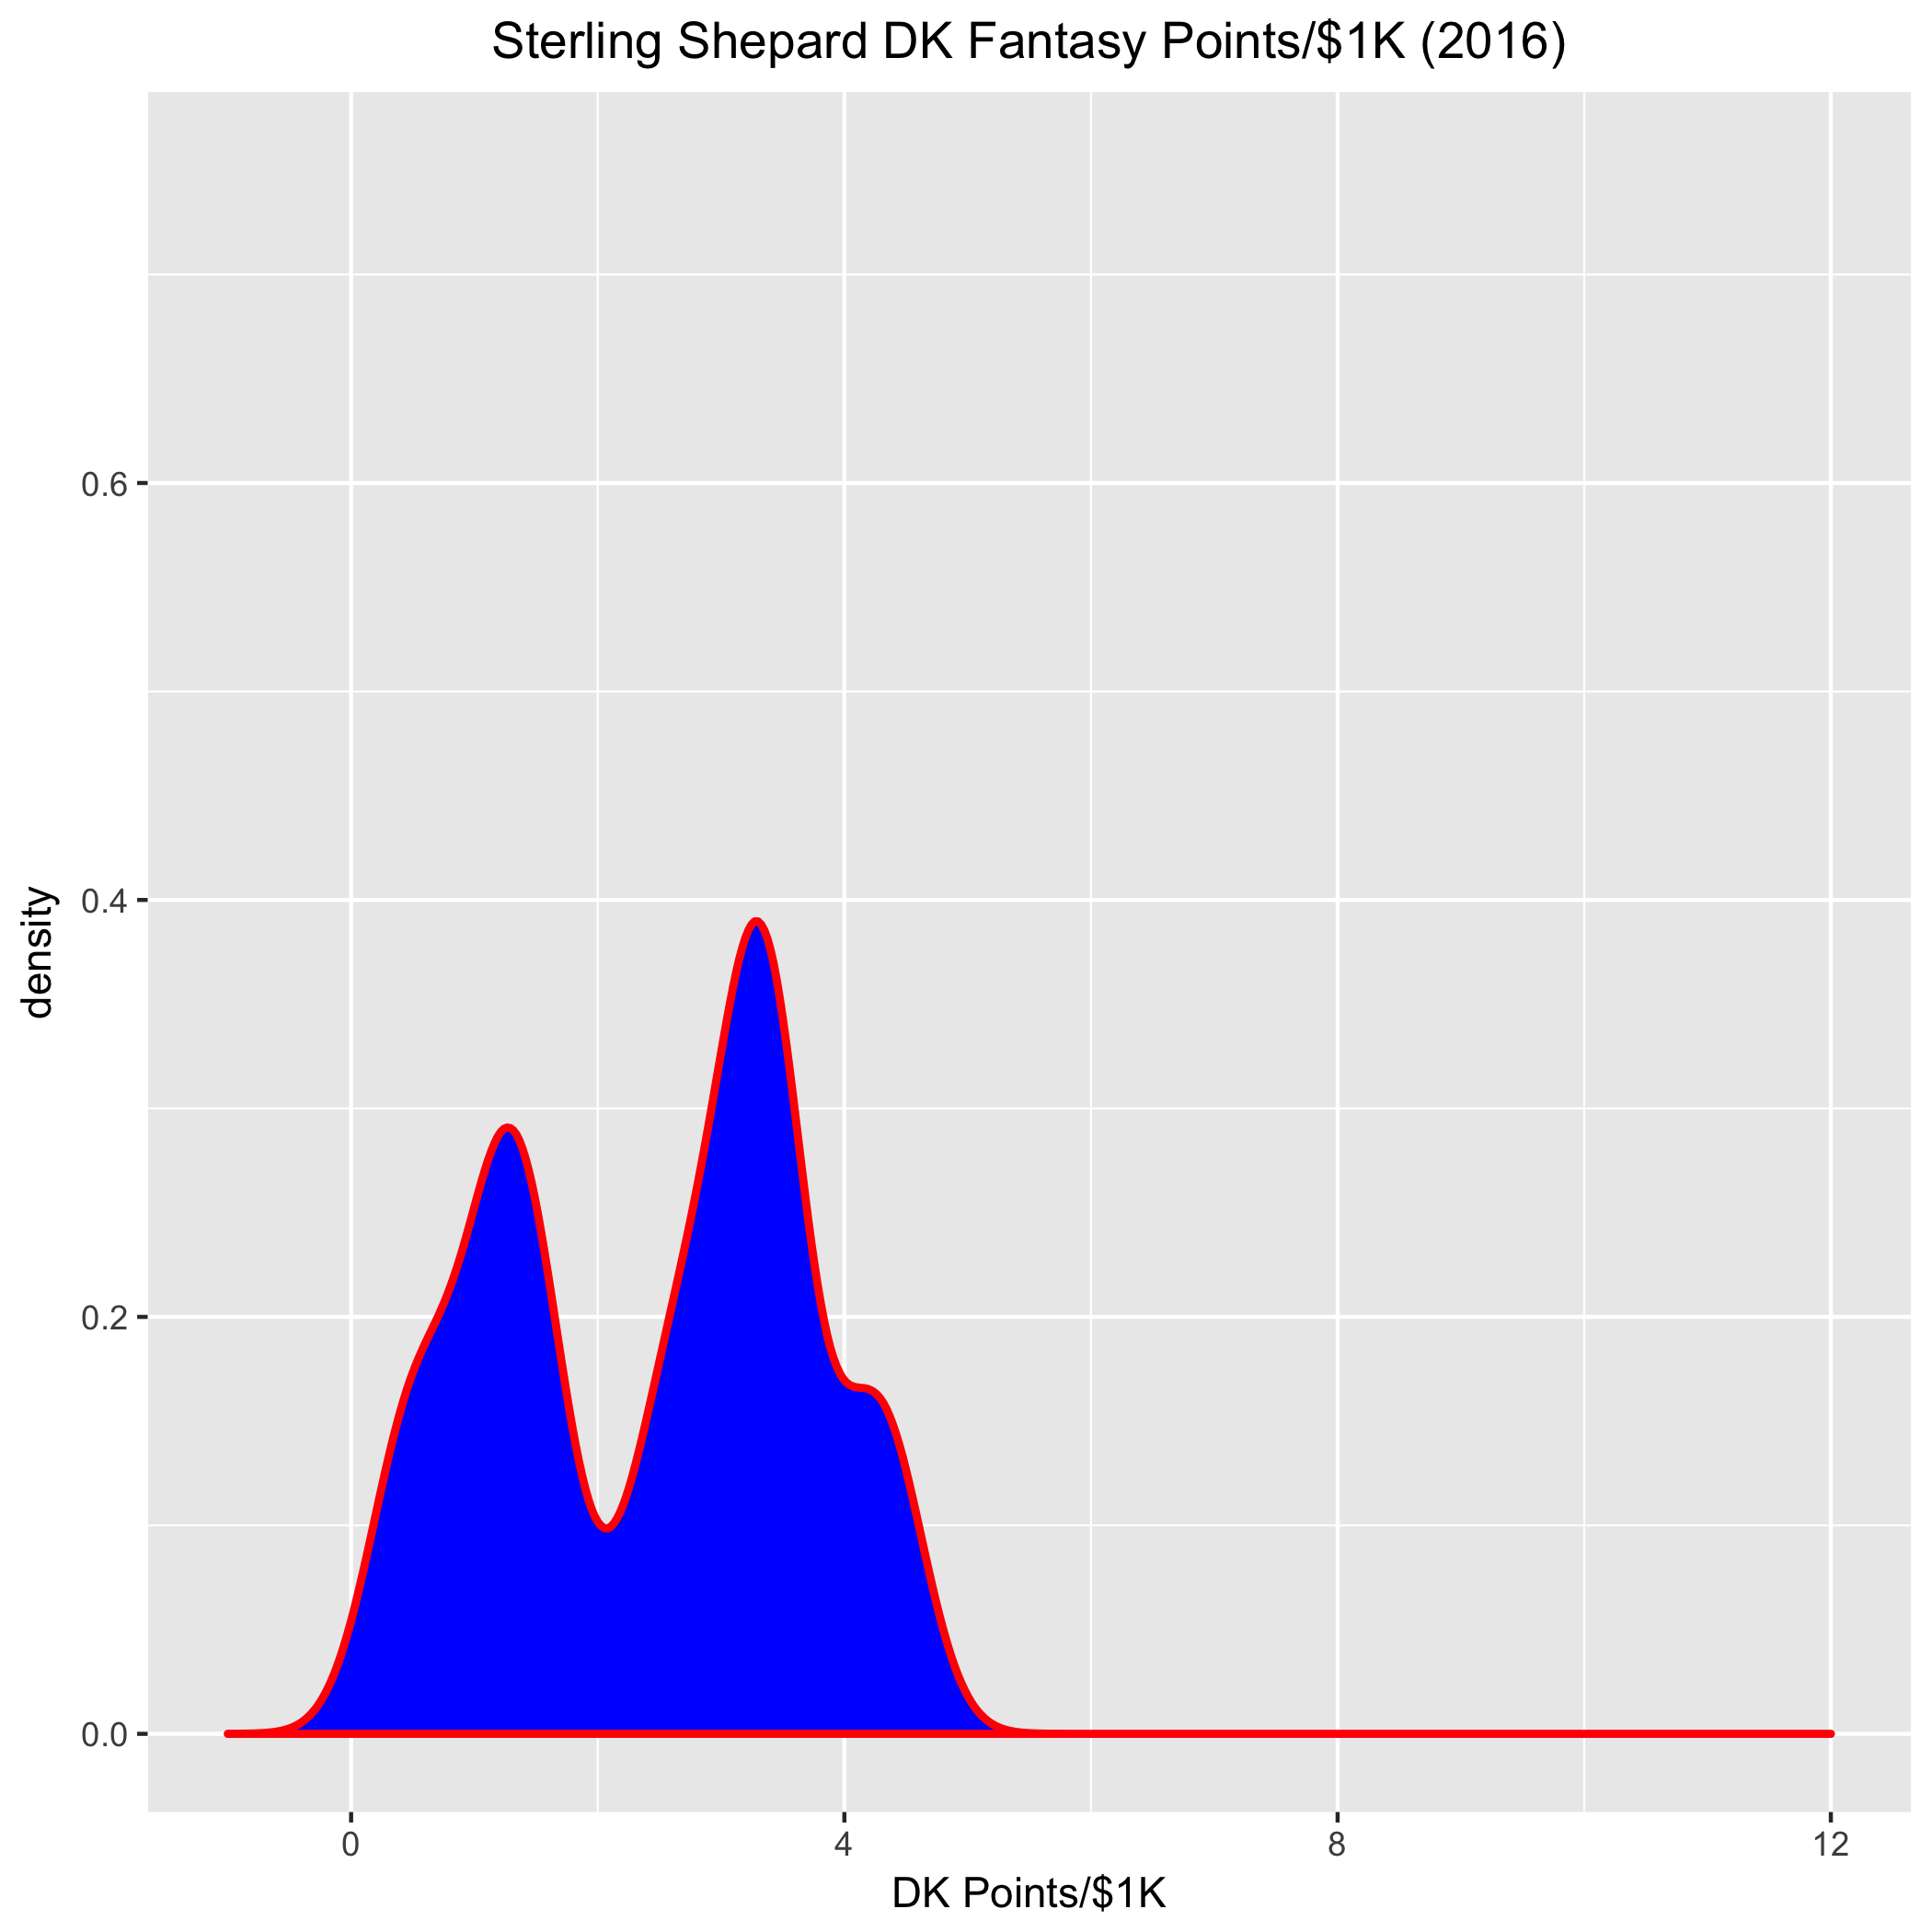 Sterling Shepard DK Fantasy Points/$1K (2016)
density
0.6
0.4
0.2
0.0
0 4 8 12
DK Points/$1K